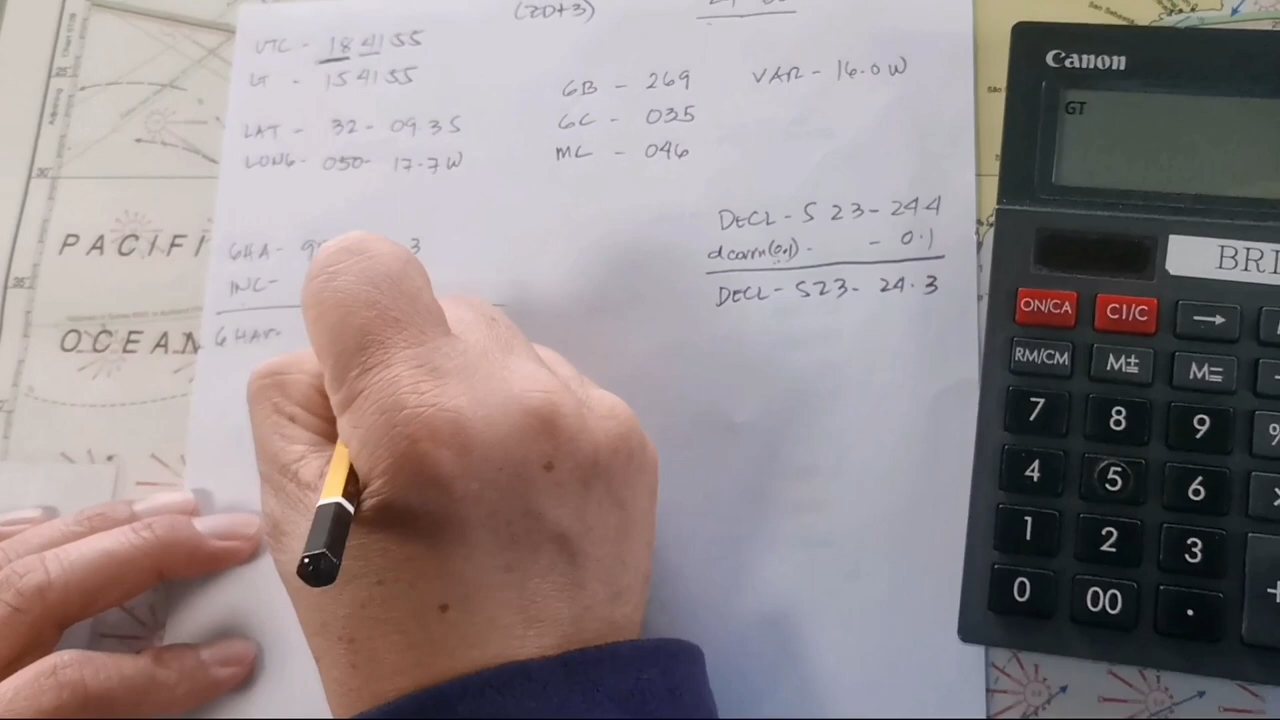 (ZD+3)
UTC - 18 41 55
LT - 15 41 55
GB - 269
VAR - 16.0 W
GC - 035
LAT - 32 - 09.3 S
LONG - 050 - 17.7 W
MC - 046
DECL - S 23 - 24.4
dcorrn (0.1) - - 0.1
DECL - S 23 - 24.3
GHA - 3
INC -
GHA
PACIFI
OCEAN
Canon
GT
BRI
ON/CA CI/C →
RM/CM M± M=
7 8 9 %
4 5 6 ×
1 2 3
0 00 . +